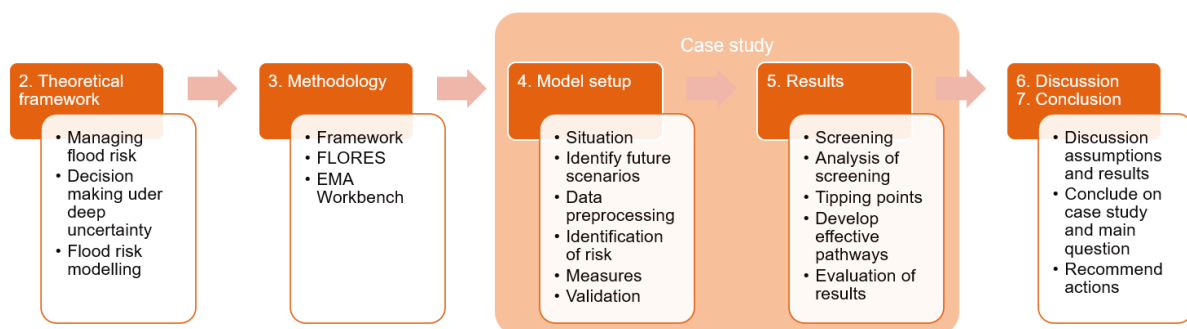 Case study
2. Theoretical
framework
• Managing
flood risk
• Decision
making uder
deep
uncertainty
• Flood risk
modelling
3. Methodology
• Framework
• FLORES
• EMA
Workbench
4. Model setup
• Situation
• Identify future
scenarios
• Data
preprocessing
• Identification
of risk
• Measures
• Validation
5. Results
• Screening
• Analysis of
screening
• Tipping points
• Develop
effective
pathways
• Evaluation of
results
6. Discussion
7. Conclusion
• Discussion
assumptions
and results
• Conclude on
case study
and main
question
• Recommend
actions